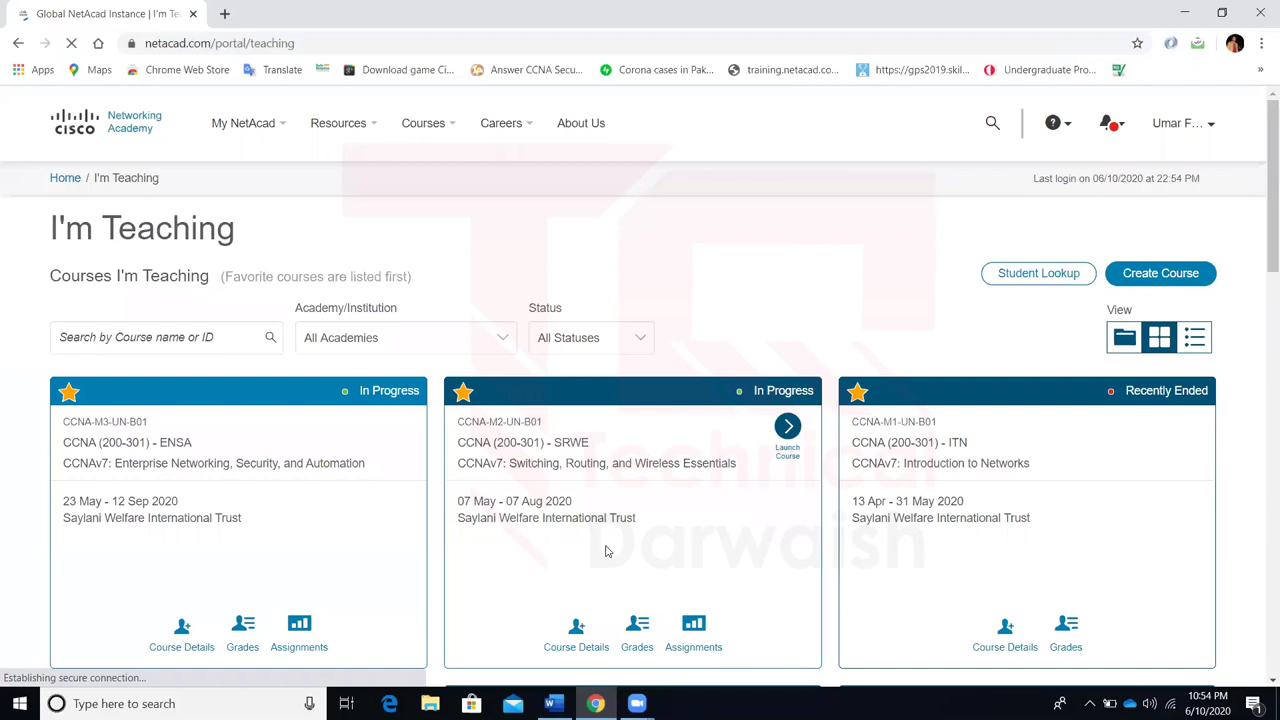 Global NetAcad Instance | I'm Te
netacad.com/portal/teaching
Apps
Maps
Chrome Web Store
Translate
Download game Ci...
Answer CCNA Secu...
Corona cases in Pak...
training.netacad.co...
https://gps2019.skil...
Undergraduate Pro...
»
cisco
Networking
Academy
My NetAcad
Resources
Courses
Careers
About Us
Umar F...
Home / I'm Teaching
Last login on 06/10/2020 at 22:54 PM
I'm Teaching
Courses I'm Teaching (Favorite courses are listed first)
Student Lookup
Create Course
Academy/Institution
Status
View
Search by Course name or ID
All Academies
All Statuses
In Progress
CCNA-M3-UN-B01
CCNA (200-301) - ENSA
CCNAv7: Enterprise Networking, Security, and Automation
23 May - 12 Sep 2020
Saylani Welfare International Trust
Course Details
Grades
Assignments
In Progress
CCNA-M2-UN-B01
CCNA (200-301) - SRWE
CCNAv7: Switching, Routing, and Wireless Essentials
Launch
Course
07 May - 07 Aug 2020
Saylani Welfare International Trust
Course Details
Grades
Assignments
Recently Ended
CCNA-M1-UN-B01
CCNA (200-301) - ITN
CCNAv7: Introduction to Networks
13 Apr - 31 May 2020
Saylani Welfare International Trust
Course Details
Grades
Technical
Darwaish
Establishing secure connection...
Type here to search
10:54 PM
6/10/2020
1